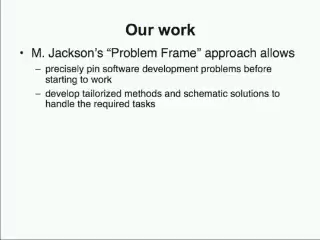 Our work
• M. Jackson's "Problem Frame" approach allows
– precisely pin software development problems before
starting to work
– develop tailorized methods and schematic solutions to
handle the required tasks